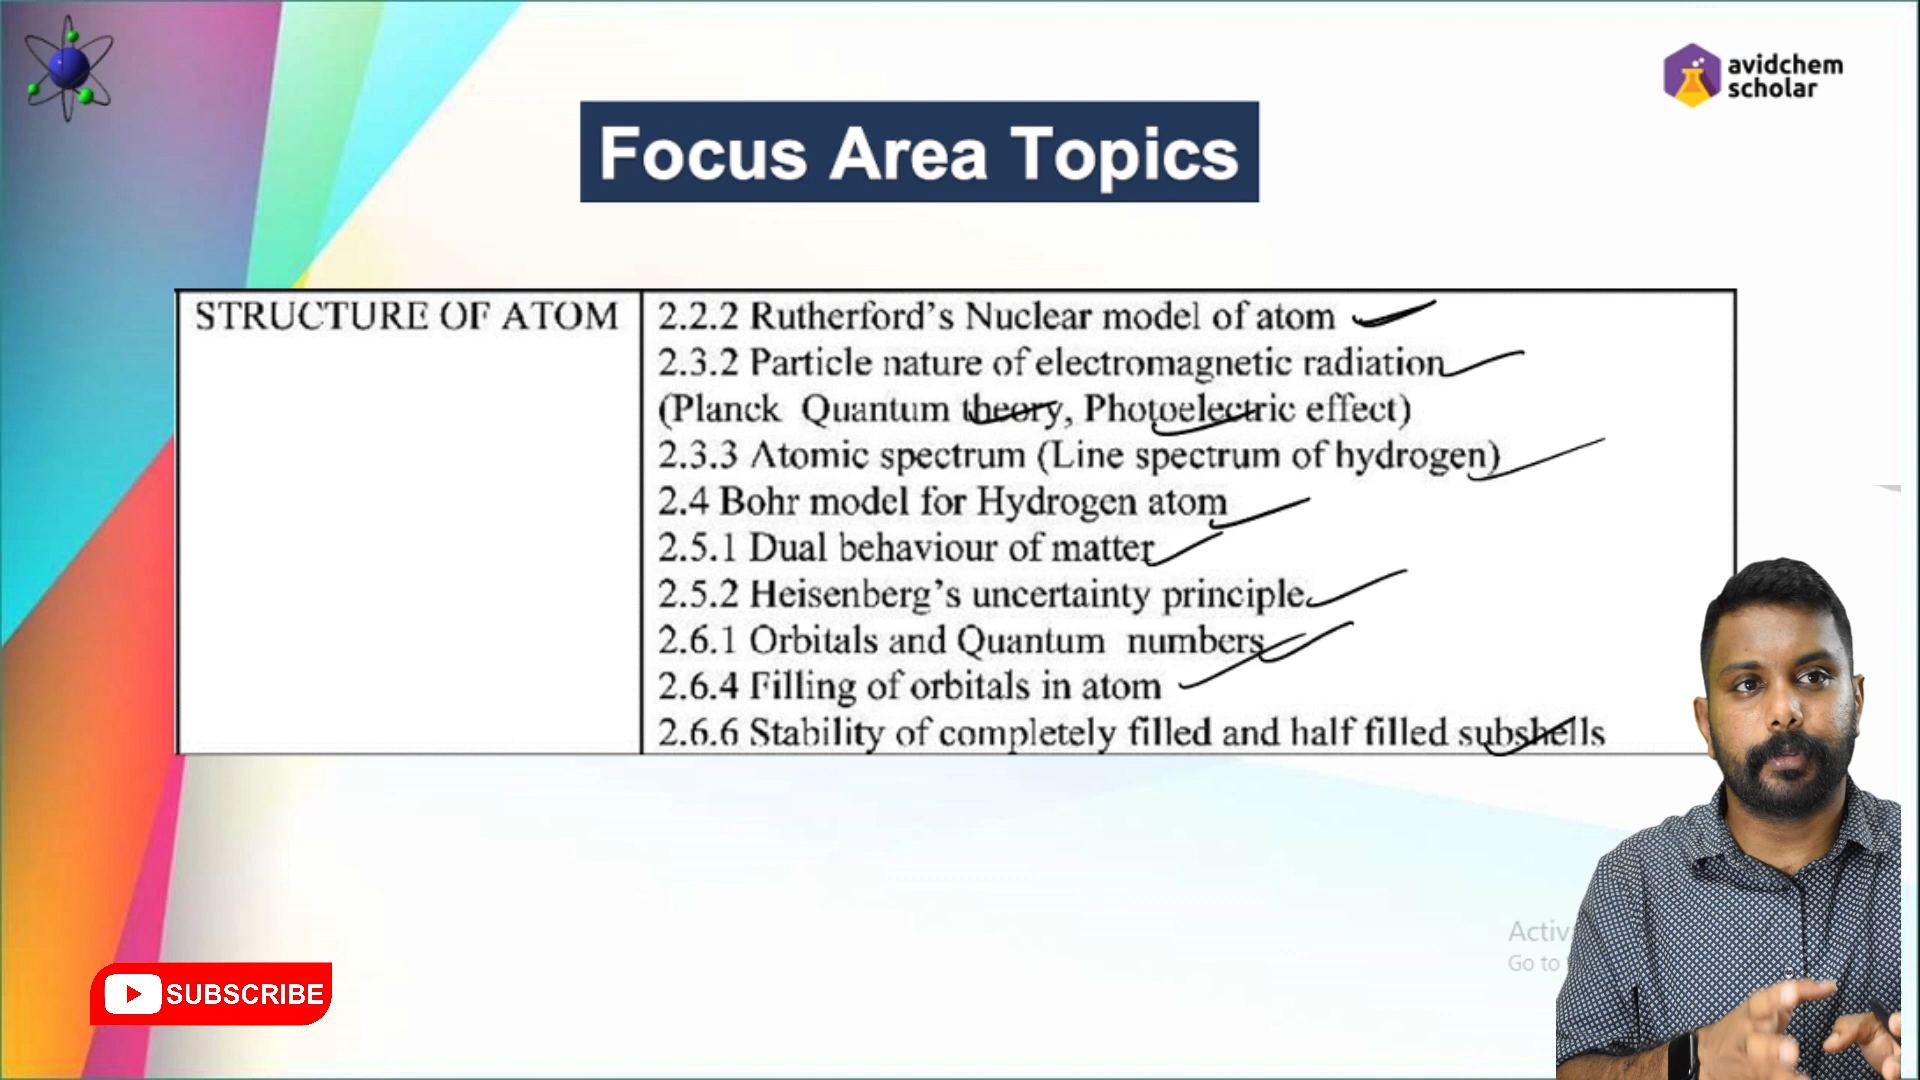 avidchem
scholar
Focus Area Topics
STRUCTURE OF ATOM
2.2.2 Rutherford's Nuclear model of atom
2.3.2 Particle nature of electromagnetic radiation
(Planck Quantum theory, Photoelectric effect)
2.3.3 Atomic spectrum (Line spectrum of hydrogen)
2.4 Bohr model for Hydrogen atom
2.5.1 Dual behaviour of matter
2.5.2 Heisenberg's uncertainty principle
2.6.1 Orbitals and Quantum numbers
2.6.4 Filling of orbitals in atom
2.6.6 Stability of completely filled and half filled subshells
Go to
SUBSCRIBE